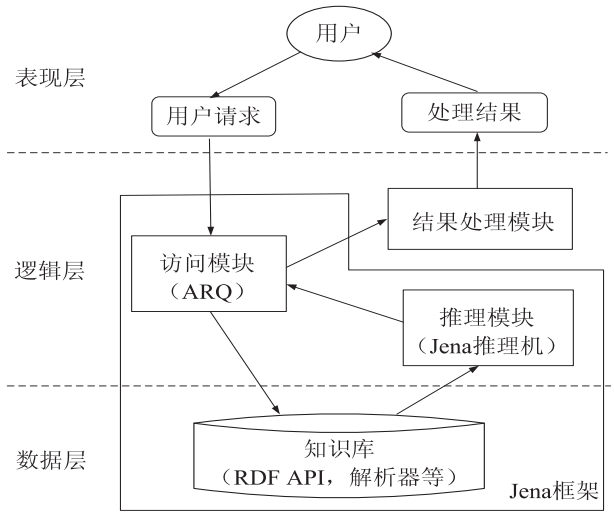 用户
表现层
用户请求
处理结果
结果处理模块
逻辑层
访问模块
（ARQ）
推理模块
（Jena推理机）
数据层
知识库
（RDF API，解析器等）
Jena框架